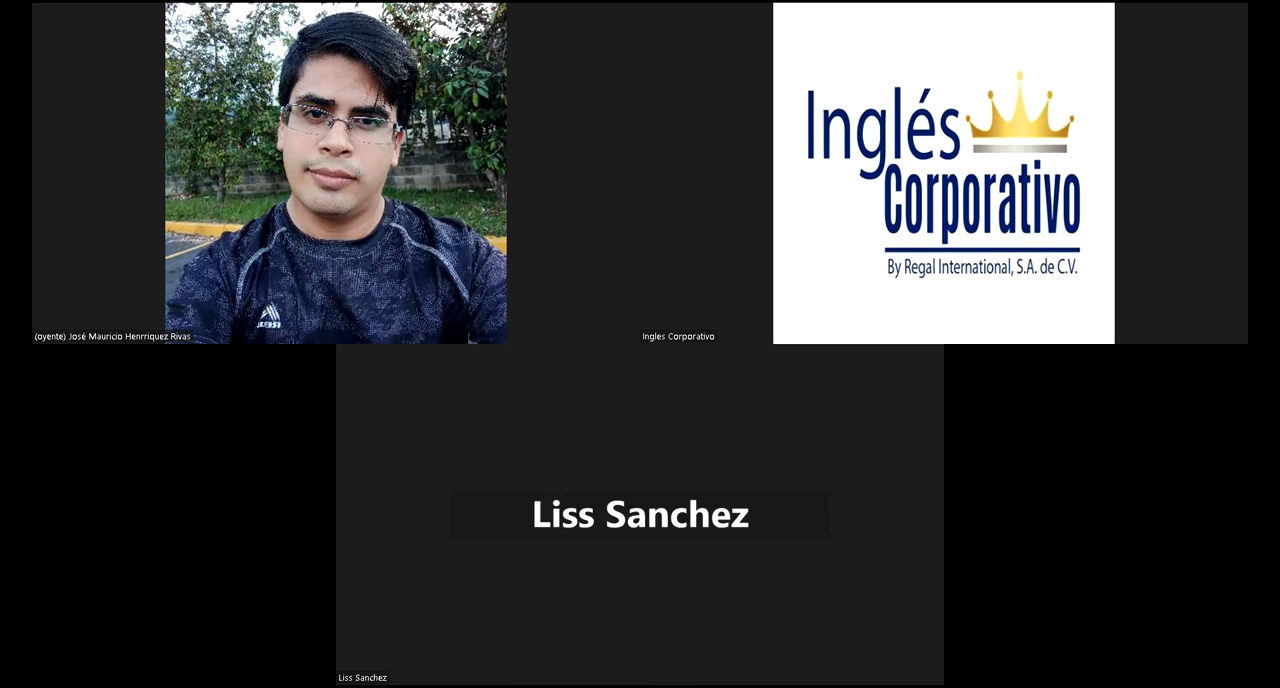 Inglés
Corporativo
By Regal International, S.A. de C.V.
(oyente) José Mauricio Henrriquez Rivas
Ingles Corporativo
Liss Sanchez
Liss Sanchez